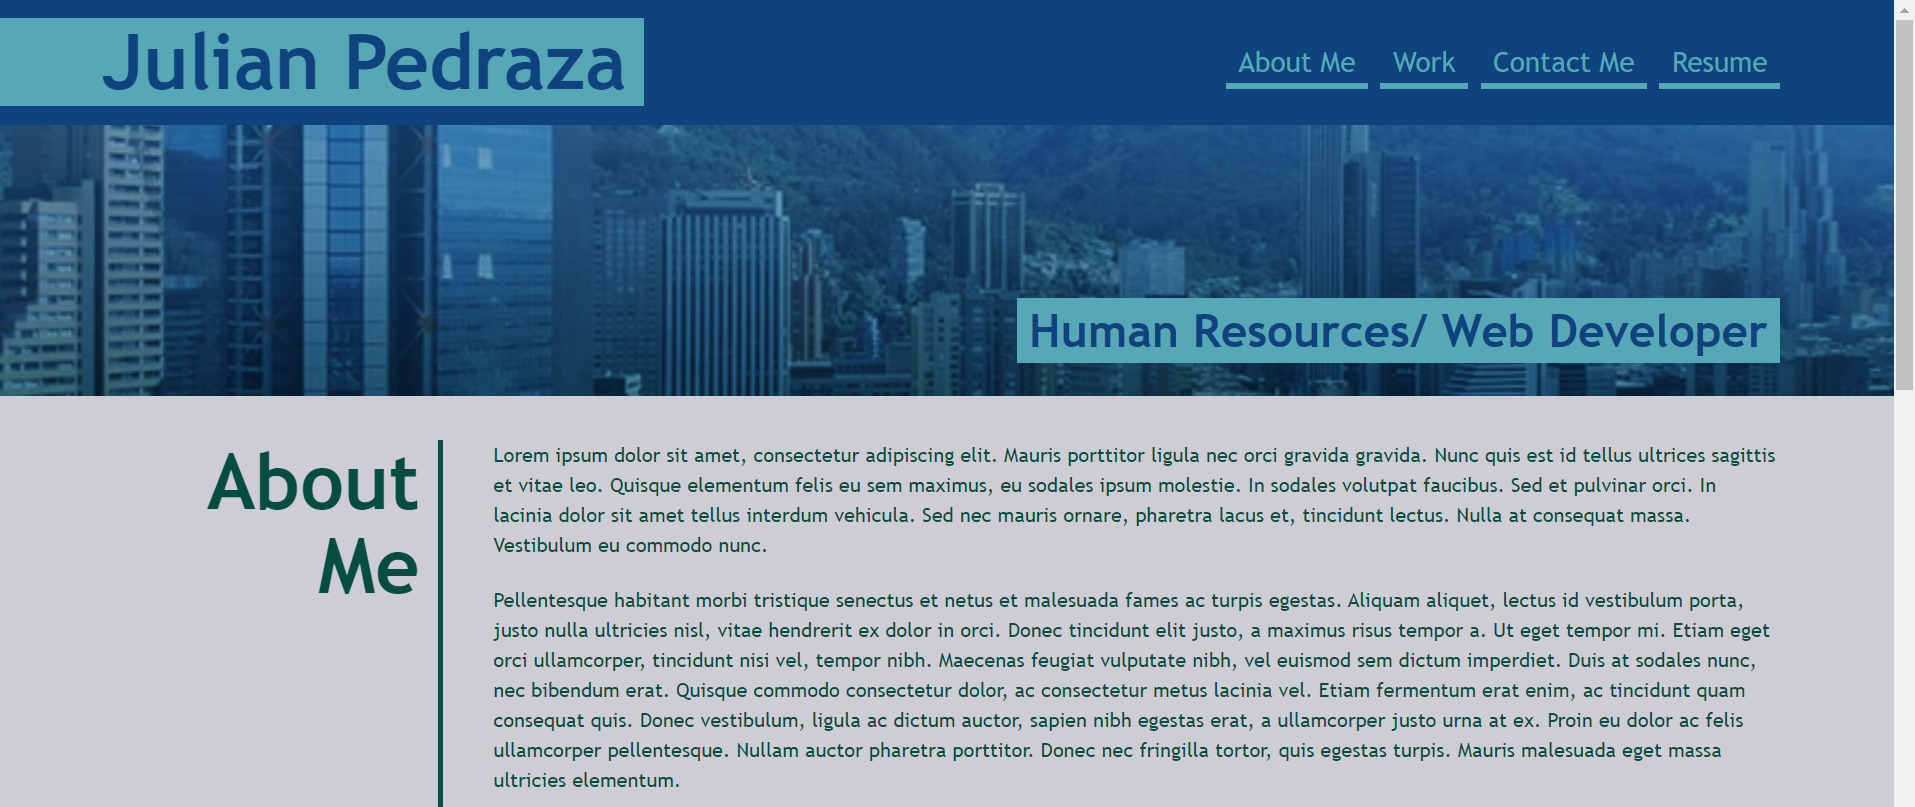 Julian Pedraza
About Me Work Contact Me Resume
Human Resources/ Web Developer
About
Me
Lorem ipsum dolor sit amet, consectetur adipiscing elit. Mauris porttitor ligula nec orci gravida gravida. Nunc quis est id tellus ultrices sagittis
et vitae leo. Quisque elementum felis eu sem maximus, eu sodales ipsum molestie. In sodales volutpat faucibus. Sed et pulvinar orci. In
lacinia dolor sit amet tellus interdum vehicula. Sed nec mauris ornare, pharetra lacus et, tincidunt lectus. Nulla at consequat massa.
Vestibulum eu commodo nunc.
Pellentesque habitant morbi tristique senectus et netus et malesuada fames ac turpis egestas. Aliquam aliquet, lectus id vestibulum porta,
justo nulla ultricies nisl, vitae hendrerit ex dolor in orci. Donec tincidunt elit justo, a maximus risus tempor a. Ut eget tempor mi. Etiam eget
orci ullamcorper, tincidunt nisi vel, tempor nibh. Maecenas feugiat vulputate nibh, vel euismod sem dictum imperdiet. Duis at sodales nunc,
nec bibendum erat. Quisque commodo consectetur dolor, ac consectetur metus lacinia vel. Etiam fermentum erat enim, ac tincidunt quam
consequat quis. Donec vestibulum, ligula ac dictum auctor, sapien nibh egestas erat, a ullamcorper justo urna at ex. Proin eu dolor ac felis
ullamcorper pellentesque. Nullam auctor pharetra porttitor. Donec nec fringilla tortor, quis egestas turpis. Mauris malesuada eget massa
ultricies elementum.